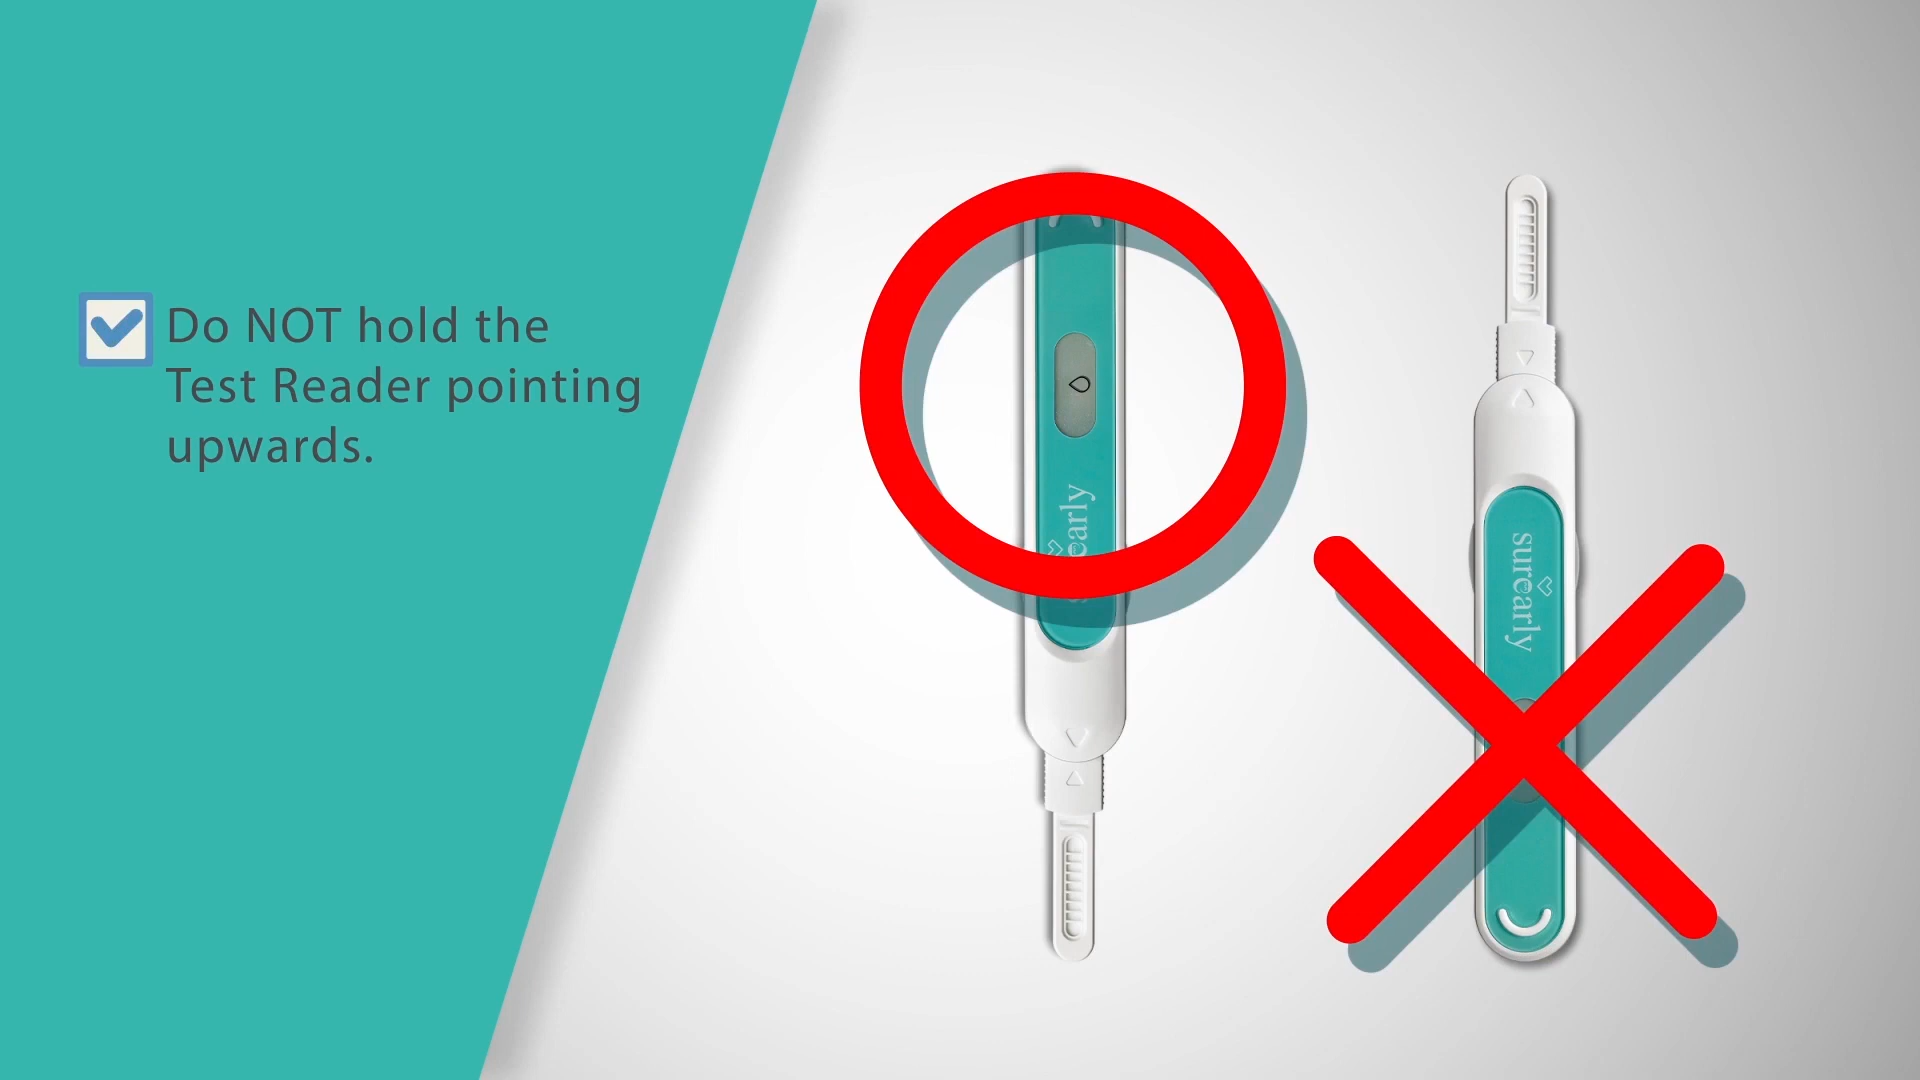 Do NOT hold the
Test Reader pointing
upwards.
surearly
surearly